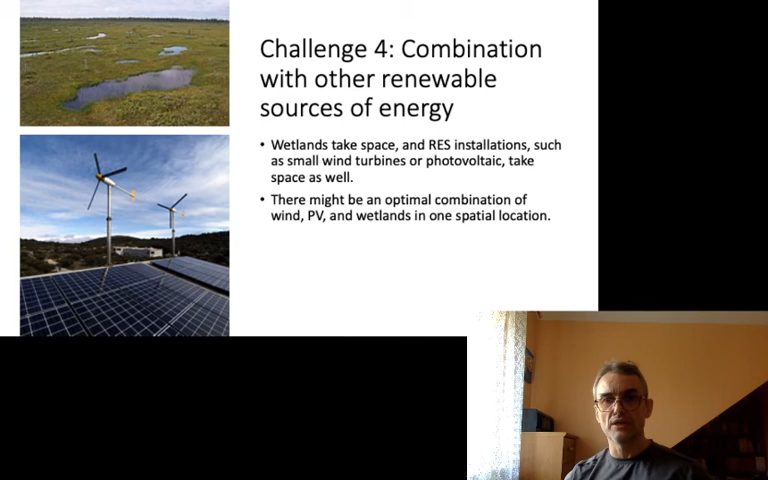 Challenge 4: Combination
with other renewable
sources of energy
• Wetlands take space, and RES installations, such
as small wind turbines or photovoltaic, take
space as well.
• There might be an optimal combination of
wind, PV, and wetlands in one spatial location.